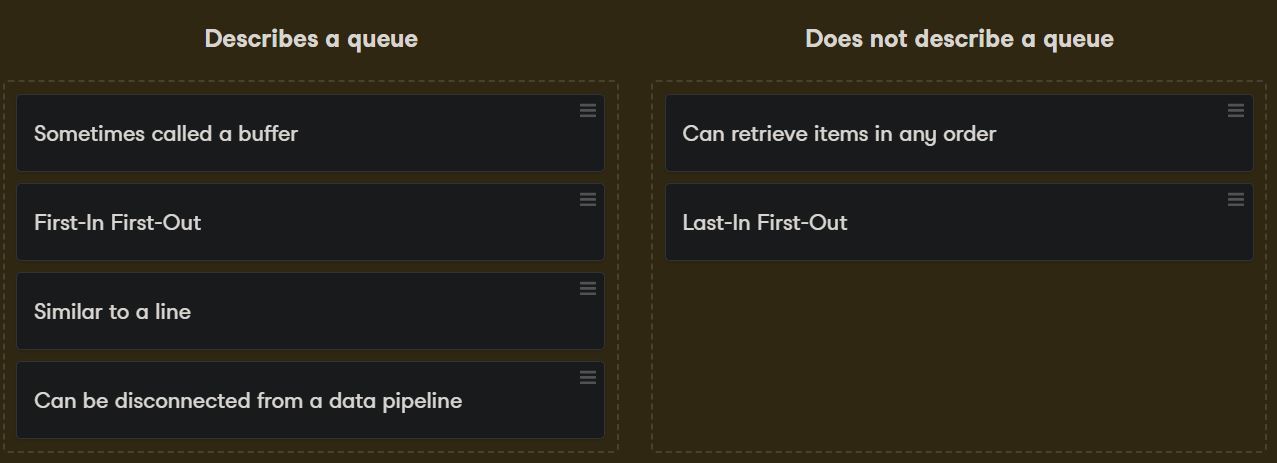 Describes a queue
Sometimes called a buffer
First-In First-Out
Similar to a line
Can be disconnected from a data pipeline
Does not describe a queue
Can retrieve items in any order
Last-In First-Out